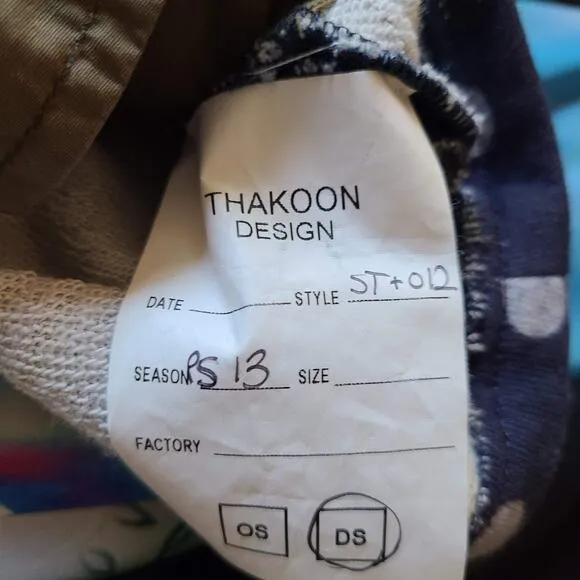 THAKOON
DESIGN
DATE STYLE ST+012
SEASON PS 13 SIZE
FACTORY
OS DS